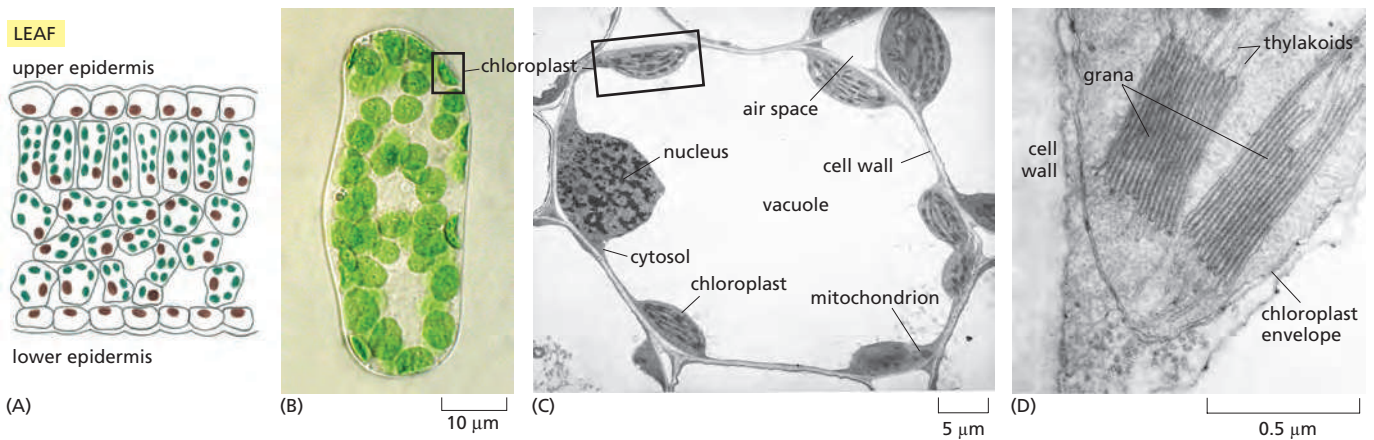 LEAF
upper epidermis
lower epidermis
(A)
(B)
10 μm
chloroplast
air space
nucleus
cell wall
vacuole
cytosol
chloroplast
mitochondrion
(C)
5 μm
thylakoids
grana
cell
wall
chloroplast
envelope
(D)
0.5 μm